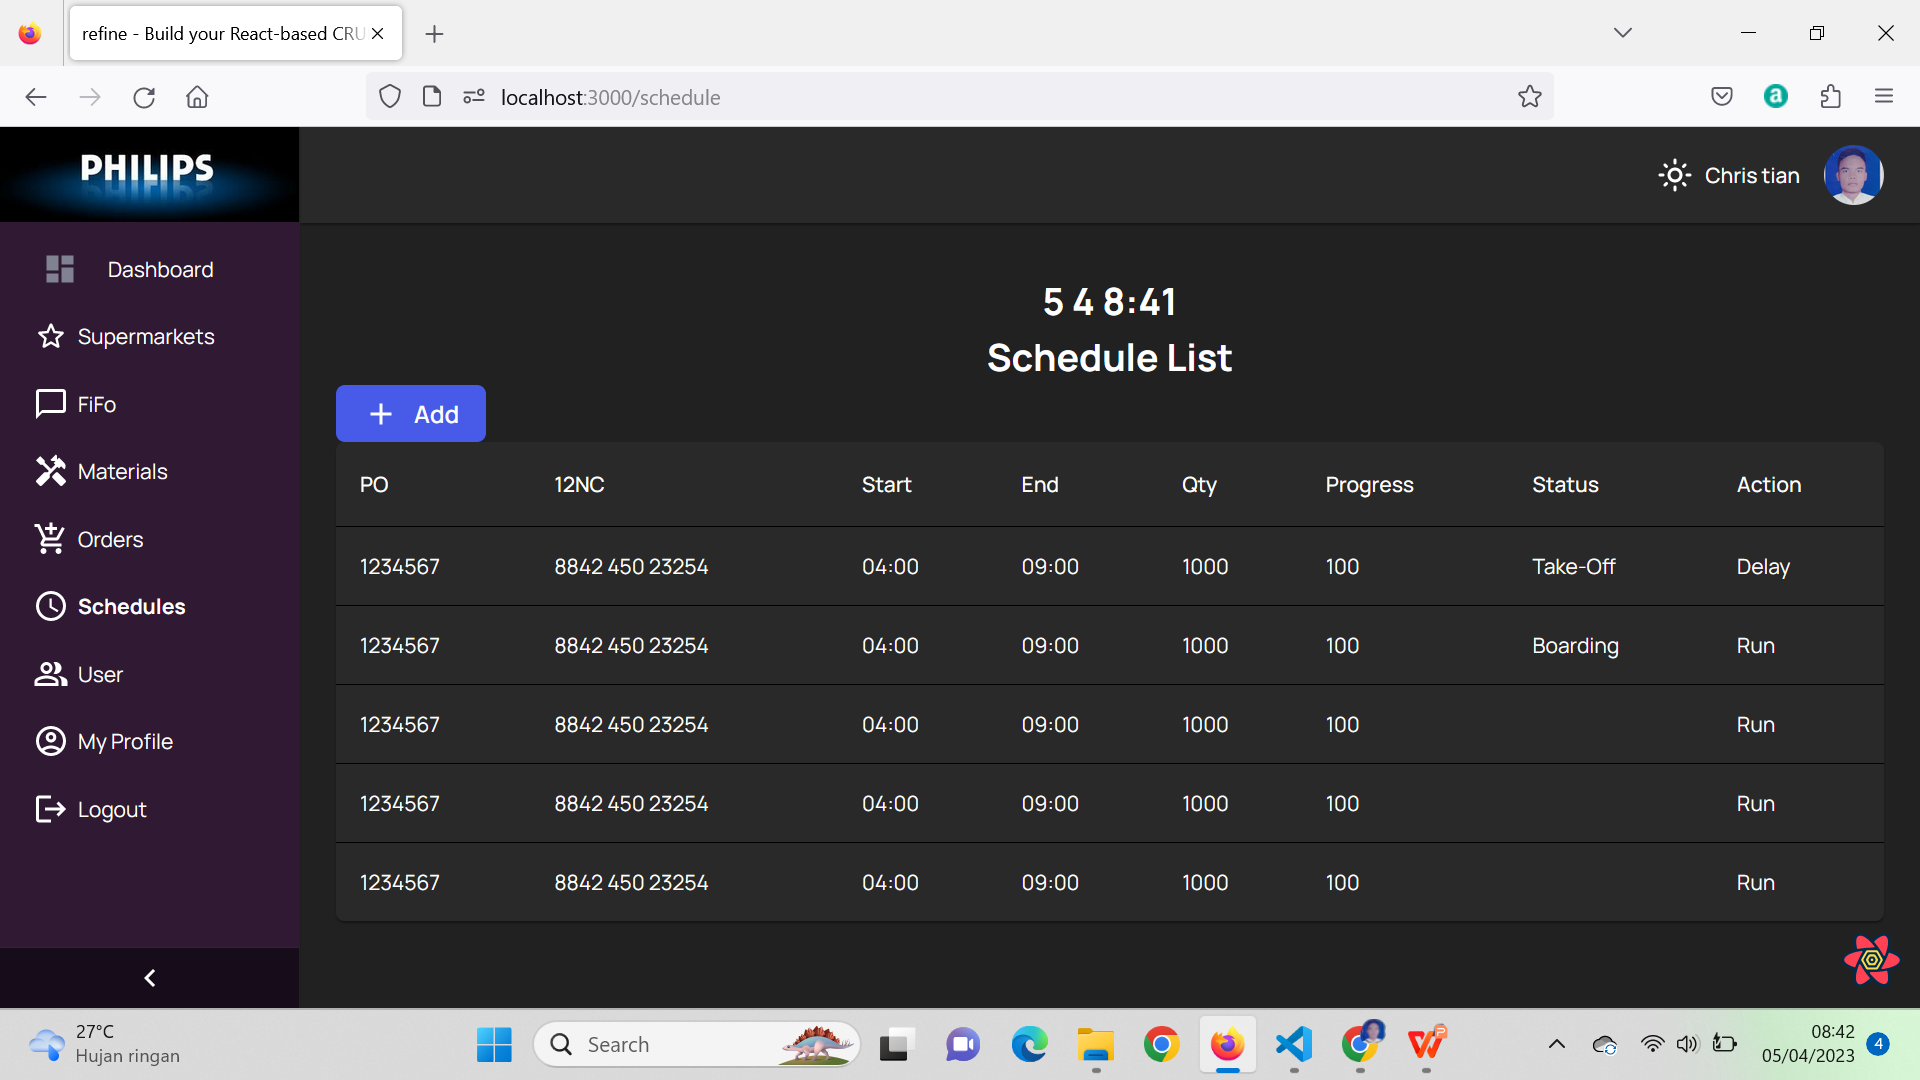 refine - Build your React-based CRU
localhost:3000/schedule
PHILIPS
Chris tian
Dashboard
Supermarkets
FiFo
Materials
Orders
Schedules
User
My Profile
Logout
5 4 8:41
Schedule List
Add
PO 12NC Start End Qty Progress Status Action
1234567 8842 450 23254 04:00 09:00 1000 100 Take-Off Delay
1234567 8842 450 23254 04:00 09:00 1000 100 Boarding Run
1234567 8842 450 23254 04:00 09:00 1000 100 Run
1234567 8842 450 23254 04:00 09:00 1000 100 Run
1234567 8842 450 23254 04:00 09:00 1000 100 Run
27°C
Hujan ringan
Search
08:42
05/04/2023
4